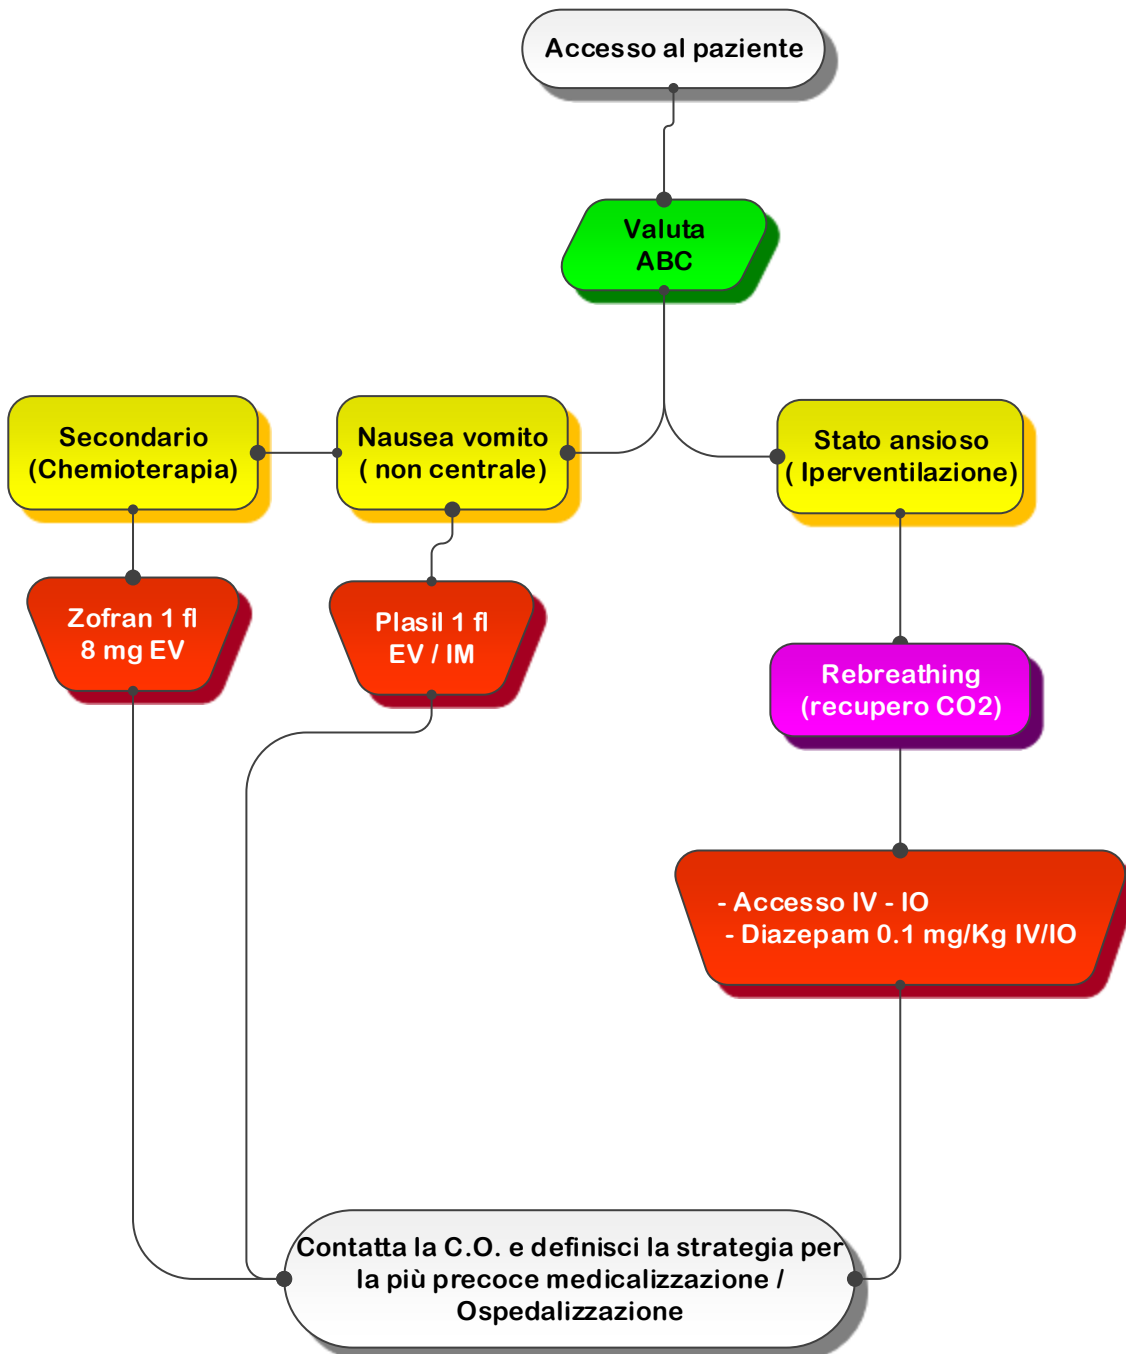 Accesso al paziente
Valuta
ABC
Secondario
(Chemioterapia)
Nausea vomito
( non centrale)
Stato ansioso
( Iperventilazione)
Zofran 1 fl
8 mg EV
Plasil 1 fl
EV / IM
Rebreathing
(recupero CO2)
- Accesso IV - IO
- Diazepam 0.1 mg/Kg IV/IO
Contatta la C.O. e definisci la strategia per
la più precoce medicalizzazione /
Ospedalizzazione